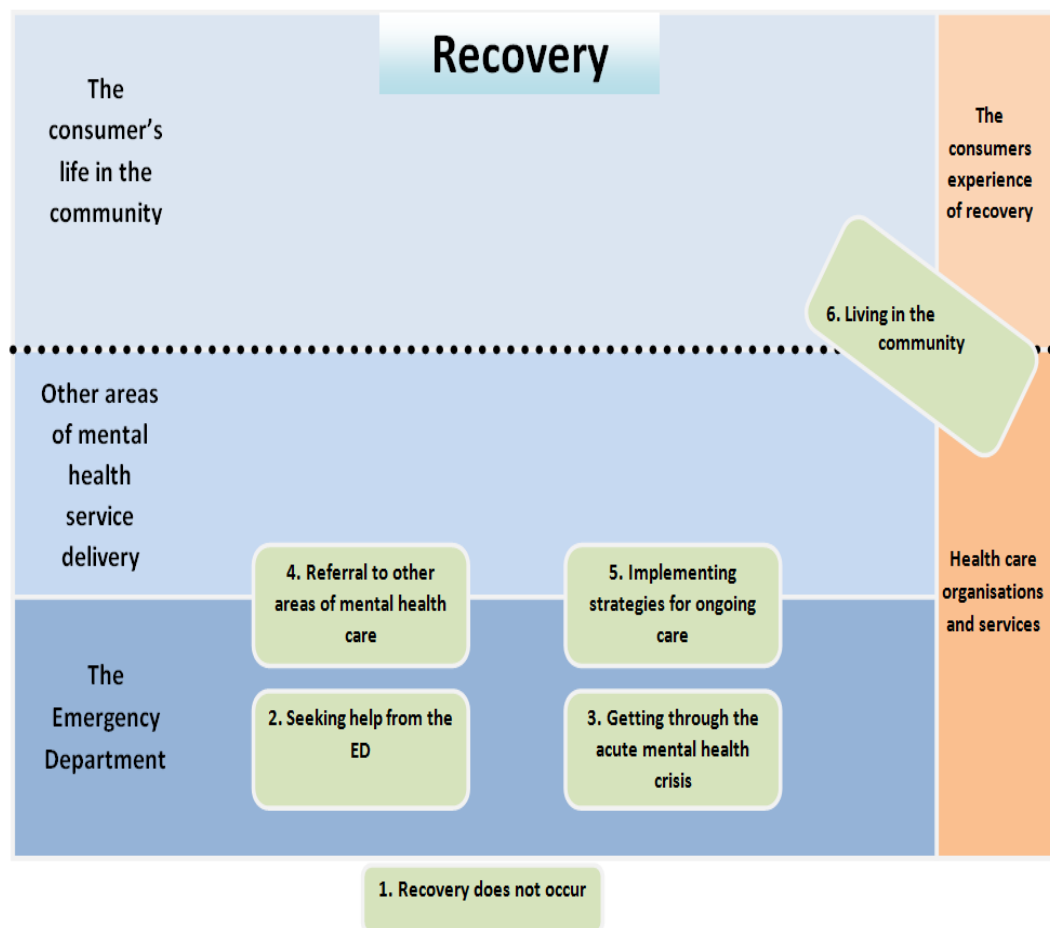 Recovery
The
consumer's
life in the
community
The
consumers
experience
of recovery
6. Living in the
community
Other areas
of mental
health
service
delivery
4. Referral to other
areas of mental health
care
5. Implementing
strategies for ongoing
care
Health care
organisations
and services
The
Emergency
Department
2. Seeking help from the
ED
3. Getting through the
acute mental health
crisis
1. Recovery does not occur